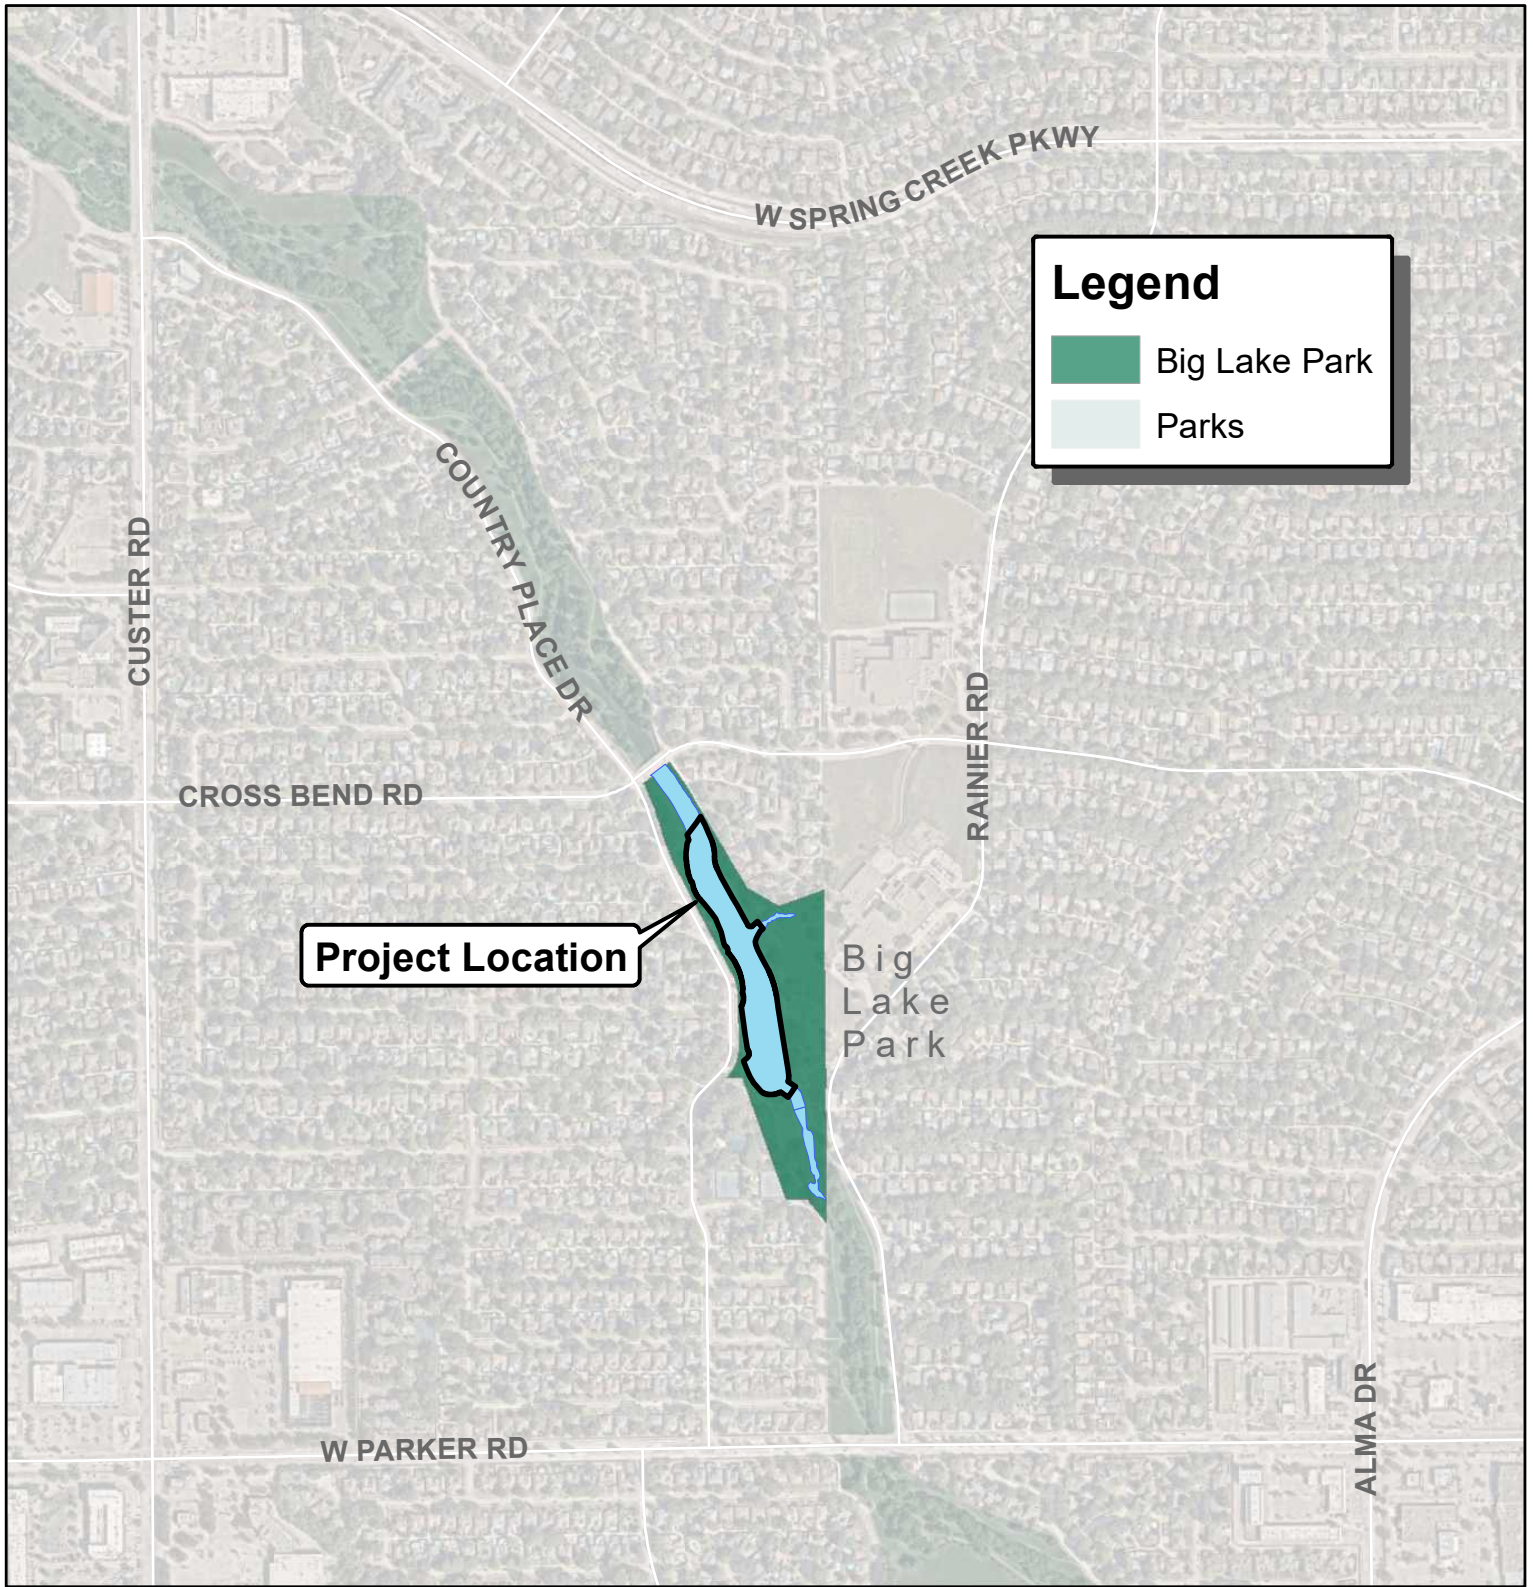 W SPRING CREEK PKWY
Legend
Big Lake Park
Parks
COUNTRY PLACE DR
CUSTER RD
RAINIER RD
CROSS BEND RD
Project Location
Big
Lake
Park
W PARKER RD
ALMA DR